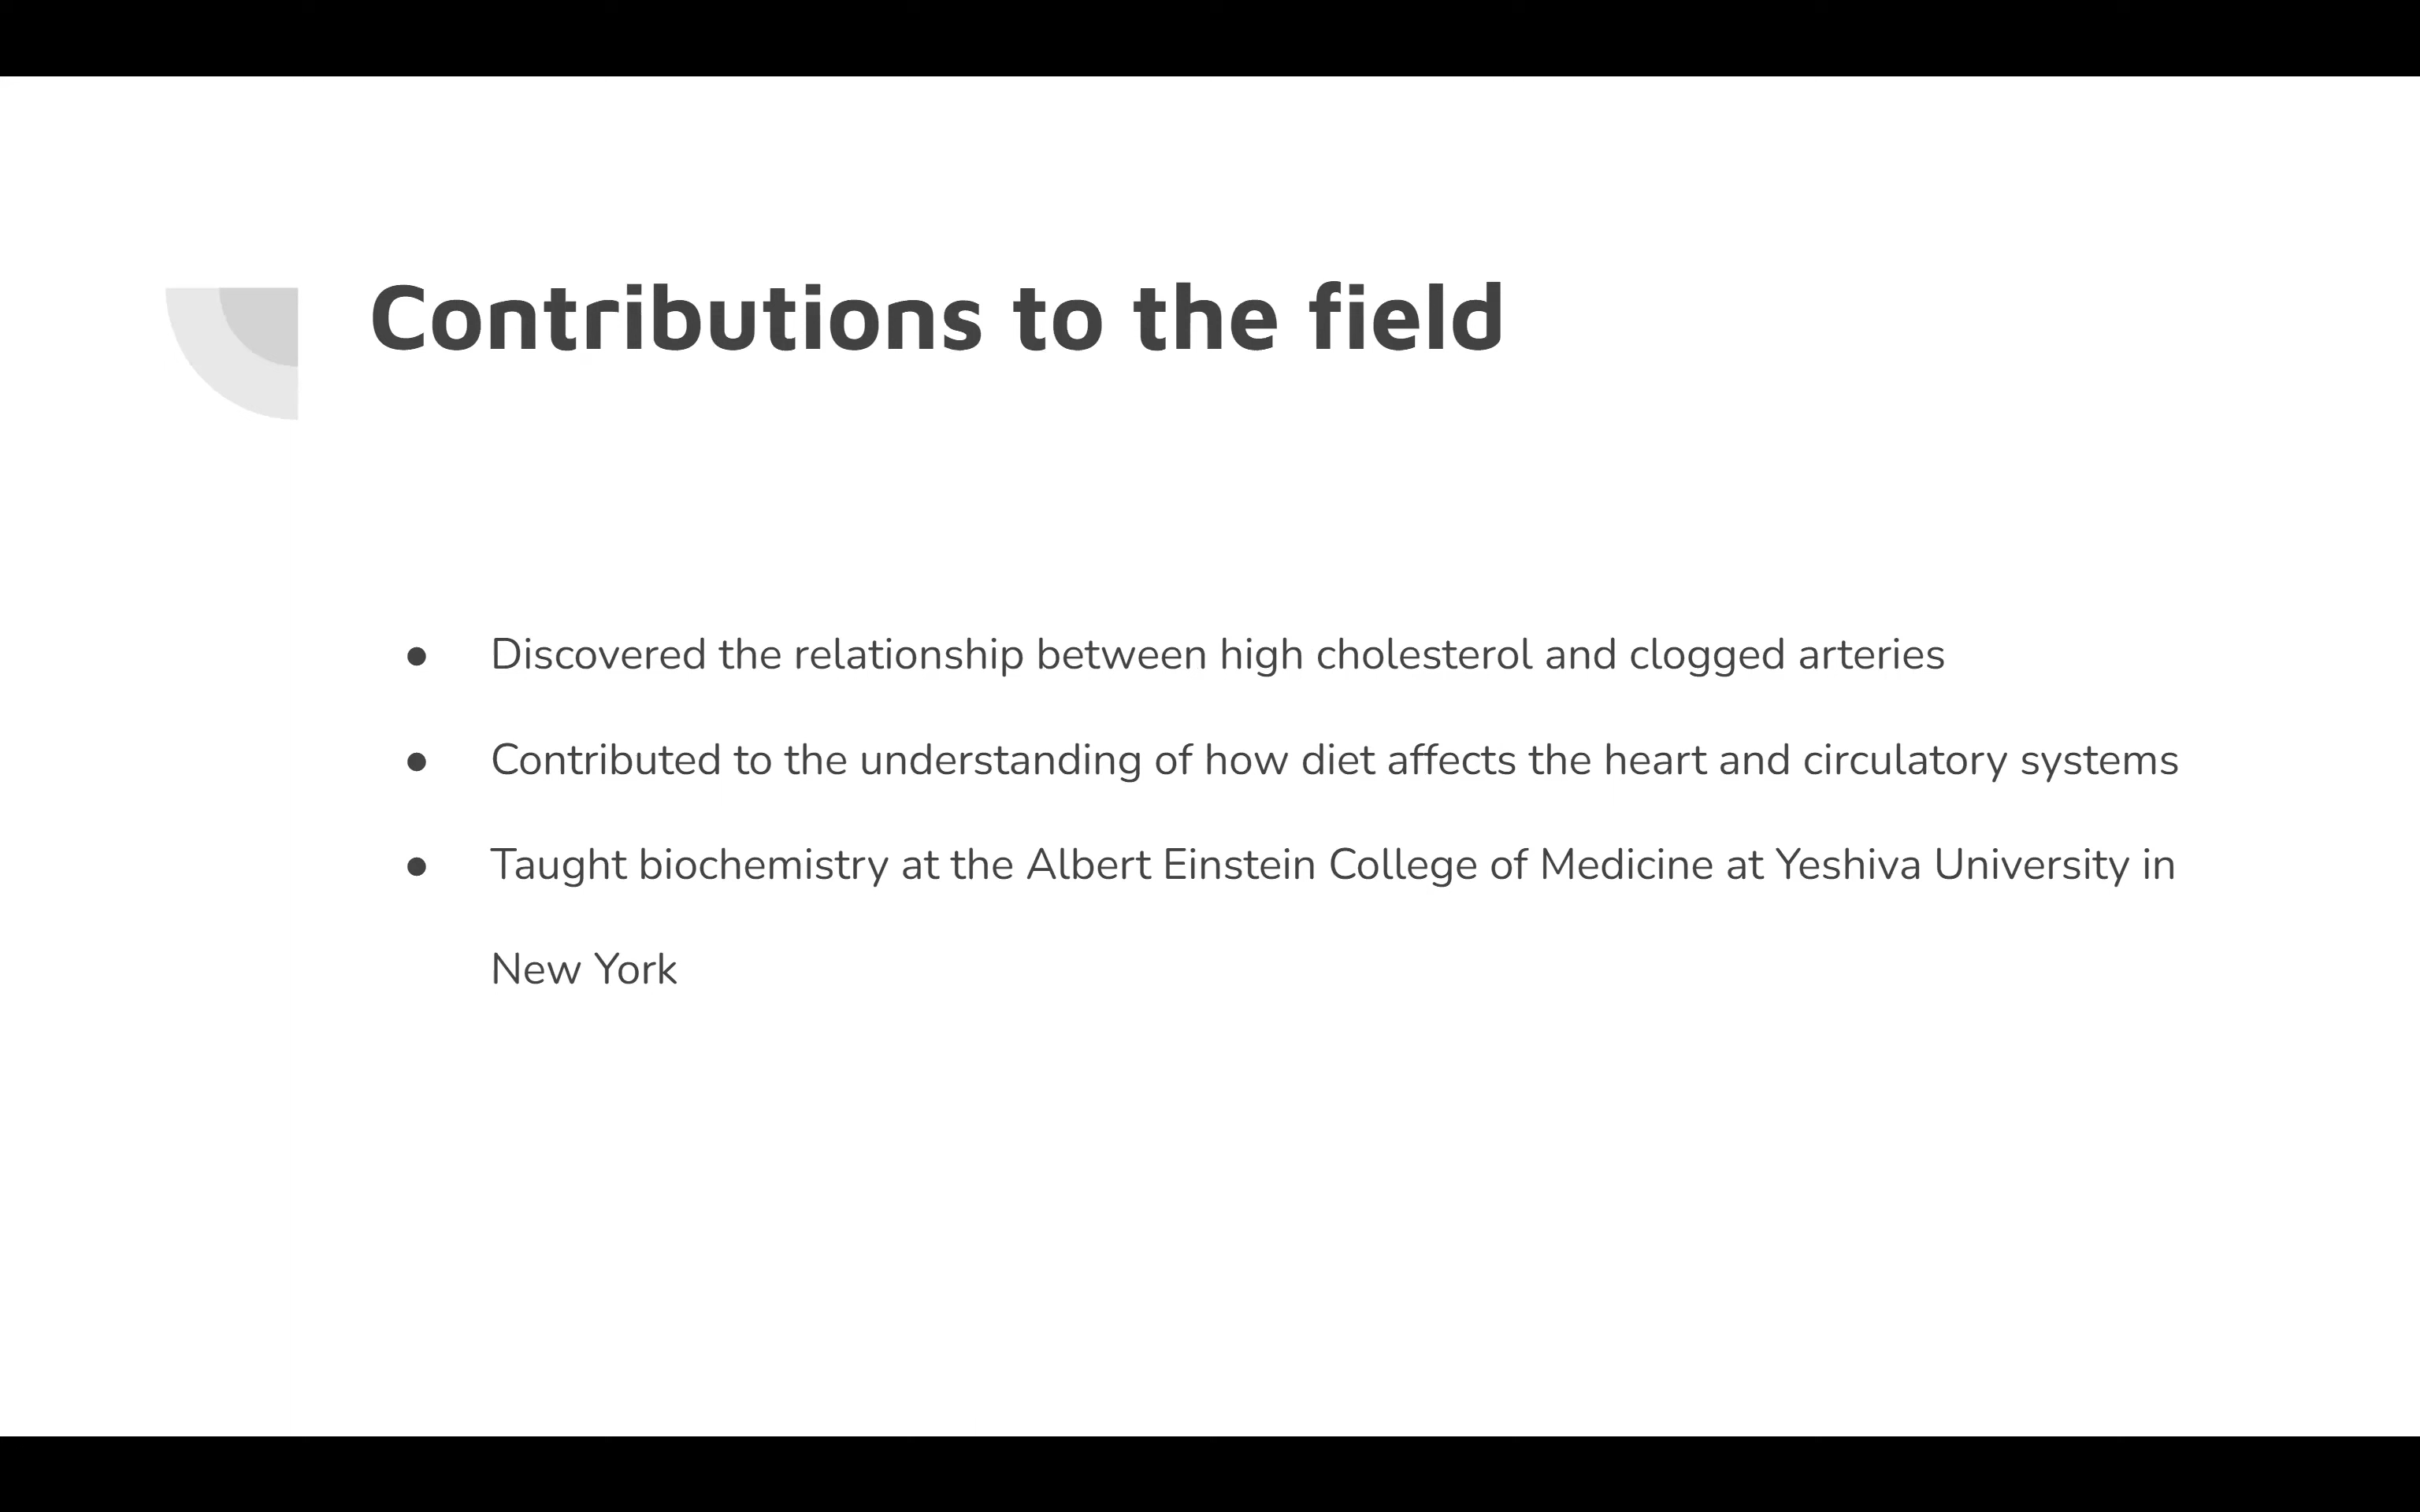 Contributions to the field
● Discovered the relationship between high cholesterol and clogged arteries
● Contributed to the understanding of how diet affects the heart and circulatory systems
● Taught biochemistry at the Albert Einstein College of Medicine at Yeshiva University in
New York